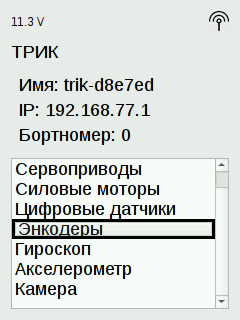 11.3 V
ТРИК
Имя: trik-d8e7ed
IP: 192.168.77.1
Бортномер: 0
Сервоприводы
Силовые моторы
Цифровые датчики
Энкодеры
Гироскоп
Акселерометр
Камера